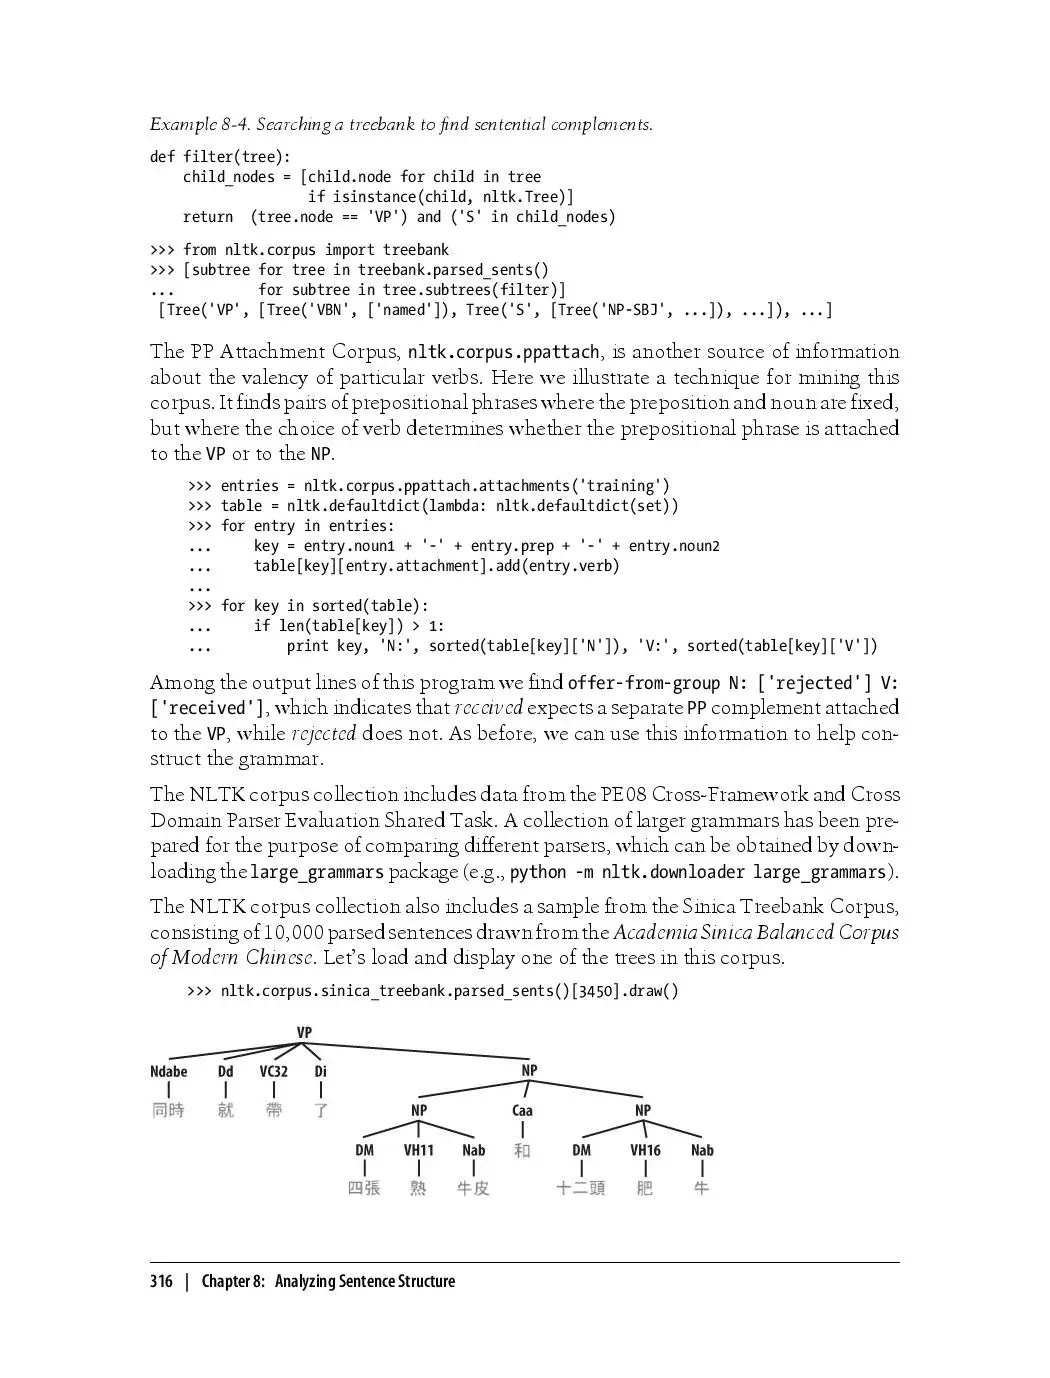 Example 8-4. Searching a treebank to find sentential complements.
def filter(tree):
    child_nodes = [child.node for child in tree
                   if isinstance(child, nltk.Tree)]
    return  (tree.node == 'VP') and ('S' in child_nodes)
>>> from nltk.corpus import treebank
>>> [subtree for tree in treebank.parsed_sents()
...          for subtree in tree.subtrees(filter)]
 [Tree('VP', [Tree('VBN', ['named']), Tree('S', [Tree('NP-SBJ', ...]), ...]), ...]
The PP Attachment Corpus, nltk.corpus.ppattach, is another source of information
about the valency of particular verbs. Here we illustrate a technique for mining this
corpus. It finds pairs of prepositional phrases where the preposition and noun are fixed,
but where the choice of verb determines whether the prepositional phrase is attached
to the VP or to the NP.
>>> entries = nltk.corpus.ppattach.attachments('training')
>>> table = nltk.defaultdict(lambda: nltk.defaultdict(set))
>>> for entry in entries:
...     key = entry.noun1 + '-' + entry.prep + '-' + entry.noun2
...     table[key][entry.attachment].add(entry.verb)
...
>>> for key in sorted(table):
...     if len(table[key]) > 1:
...         print key, 'N:', sorted(table[key]['N']), 'V:', sorted(table[key]['V'])
Among the output lines of this program we find offer-from-group N: ['rejected'] V:
['received'], which indicates that received expects a separate PP complement attached
to the VP, while rejected does not. As before, we can use this information to help con-
struct the grammar.
The NLTK corpus collection includes data from the PE08 Cross-Framework and Cross
Domain Parser Evaluation Shared Task. A collection of larger grammars has been pre-
pared for the purpose of comparing different parsers, which can be obtained by down-
loading the large_grammars package (e.g., python -m nltk.downloader large_grammars).
The NLTK corpus collection also includes a sample from the Sinica Treebank Corpus,
consisting of 10,000 parsed sentences drawn from the Academia Sinica Balanced Corpus
of Modern Chinese. Let's load and display one of the trees in this corpus.
>>> nltk.corpus.sinica_treebank.parsed_sents()[3450].draw()
VP
Ndabe Dd VC32 Di NP
同時 就 帶 了 NP Caa NP
DM VH11 Nab 和 DM VH16 Nab
四張 熟 牛皮 十二頭 肥 牛
316 | Chapter 8: Analyzing Sentence Structure